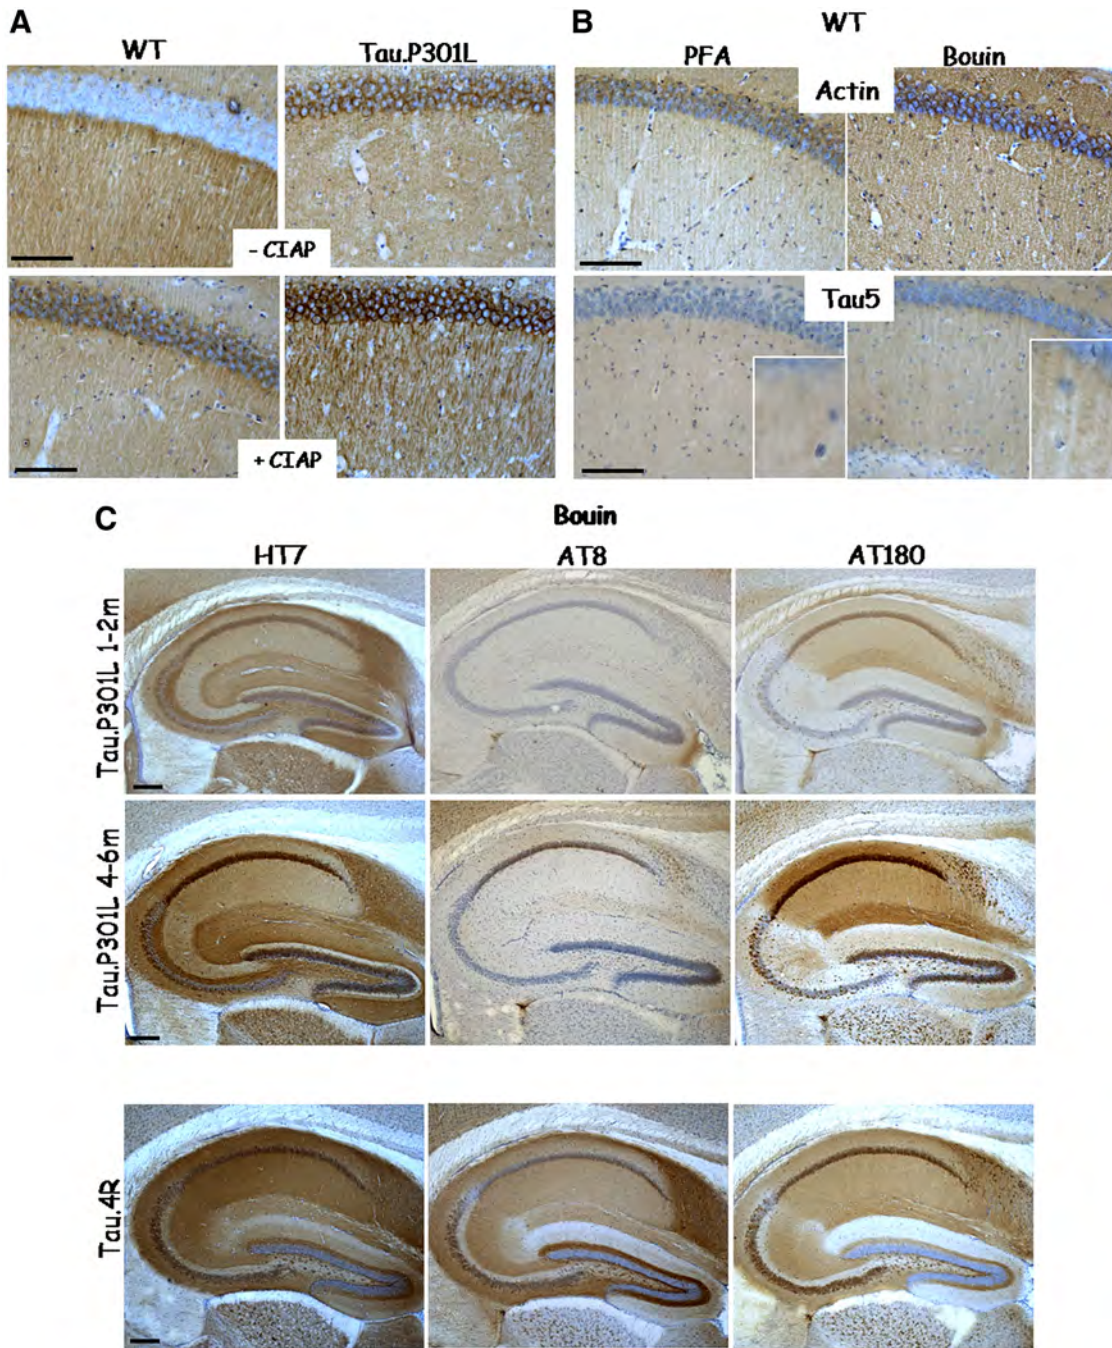 A
WT
Tau.P301L
- CIAP
+ CIAP
B
WT
PFA
Bouin
Actin
Tau5
C
Bouin
HT7
AT8
AT180
Tau.P301L 1-2m
Tau.P301L 4-6m
Tau.4R